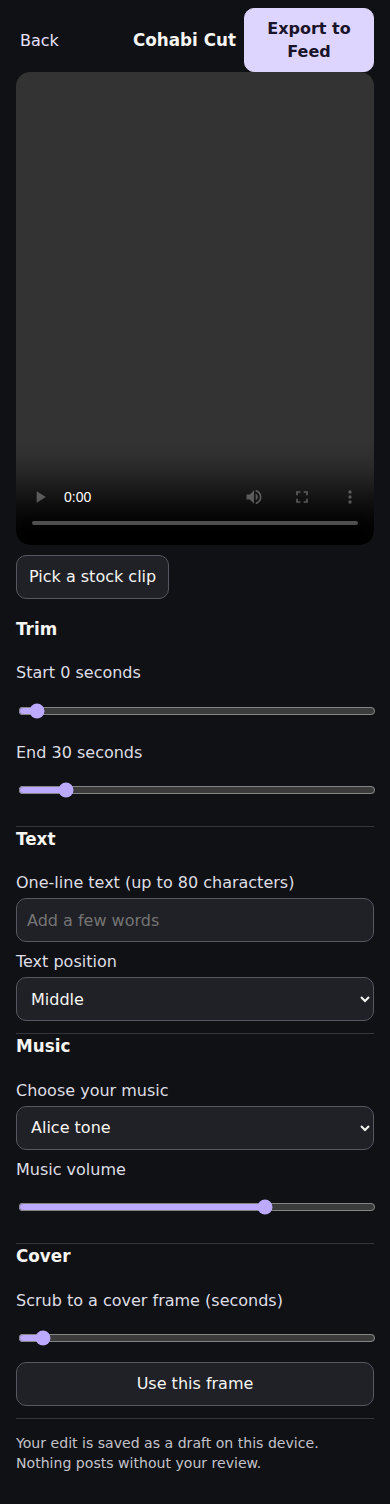 Back
Cohabi Cut
Export to
Feed
0:00
Pick a stock clip
Trim
Start 0 seconds
End 30 seconds
Text
One-line text (up to 80 characters)
Add a few words
Text position
Middle
Music
Choose your music
Alice tone
Music volume
Cover
Scrub to a cover frame (seconds)
Use this frame
Your edit is saved as a draft on this device.
Nothing posts without your review.